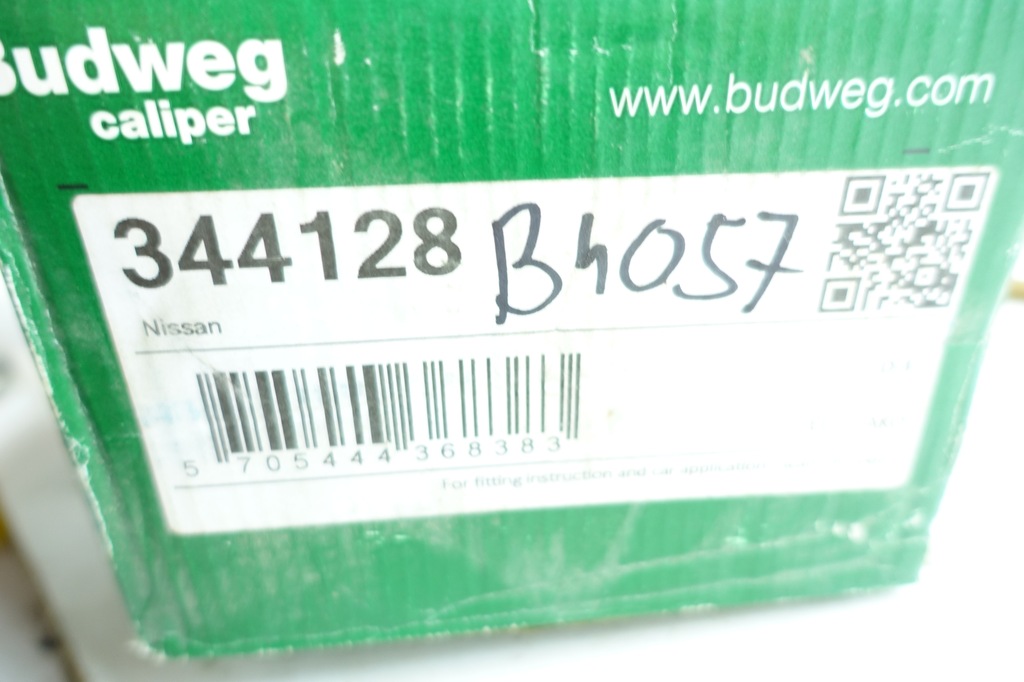 Budweg
caliper
www.budweg.com
344128 B4057
Nissan
5 705444 368383
For fitting instruction and car application